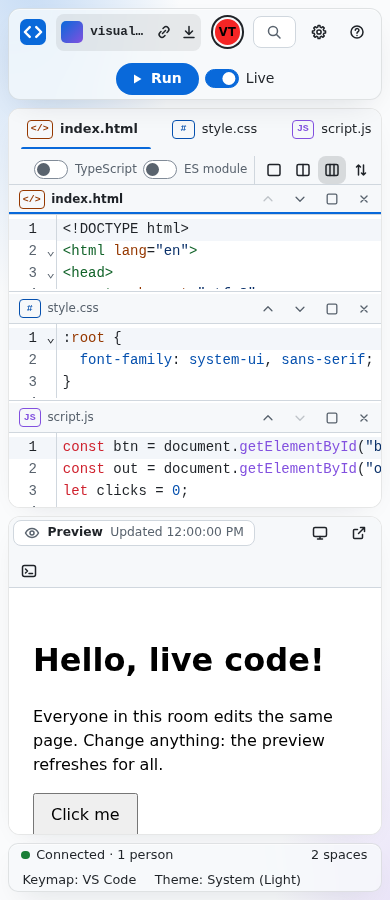 visual…
VT
Run
Live
</> index.html
# style.css
JS script.js
TypeScript
ES module
</> index.html
1 <!DOCTYPE html>
2 <html lang="en">
3 <head>
# style.css
1 :root {
2 font-family: system-ui, sans-serif;
3 }
JS script.js
1 const btn = document.getElementById("b
2 const out = document.getElementById("o
3 let clicks = 0;
Preview Updated 12:00:00 PM
Hello, live code!
Everyone in this room edits the same
page. Change anything: the preview
refreshes for all.
Click me
Connected · 1 person
2 spaces
Keymap: VS Code
Theme: System (Light)